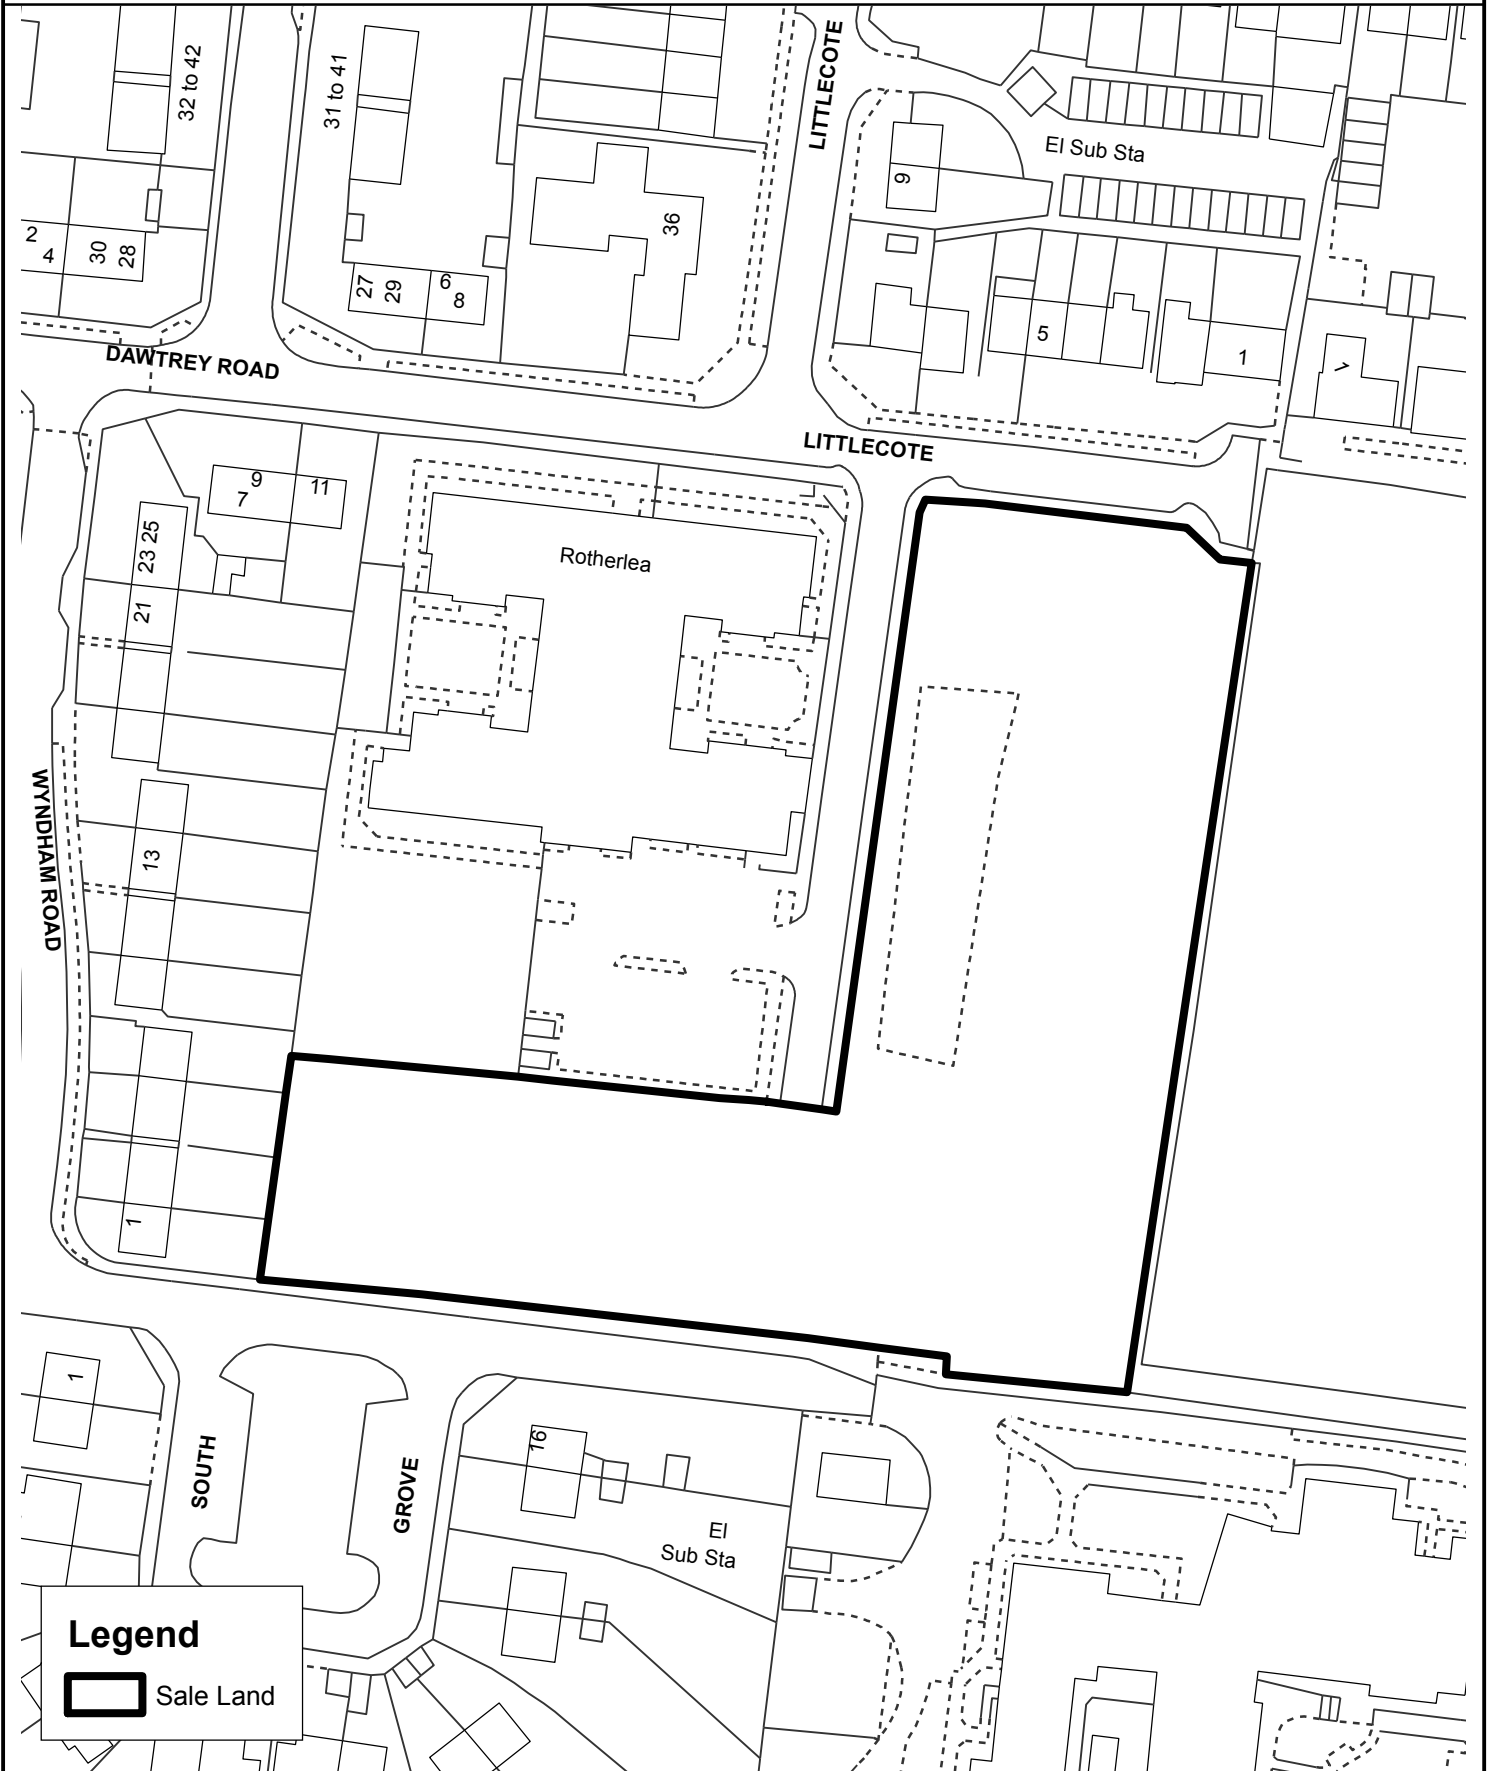 32 to 42
31 to 41
LITTLECOTE
El Sub Sta
9
36
2
4
30
28
27
29
6
8
5
1
7
DAWTREY ROAD
LITTLECOTE
9
7
11
23 25
21
Rotherlea
WYNDHAM ROAD
13
1
1
SOUTH
GROVE
16
El
Sub Sta
Legend
Sale Land